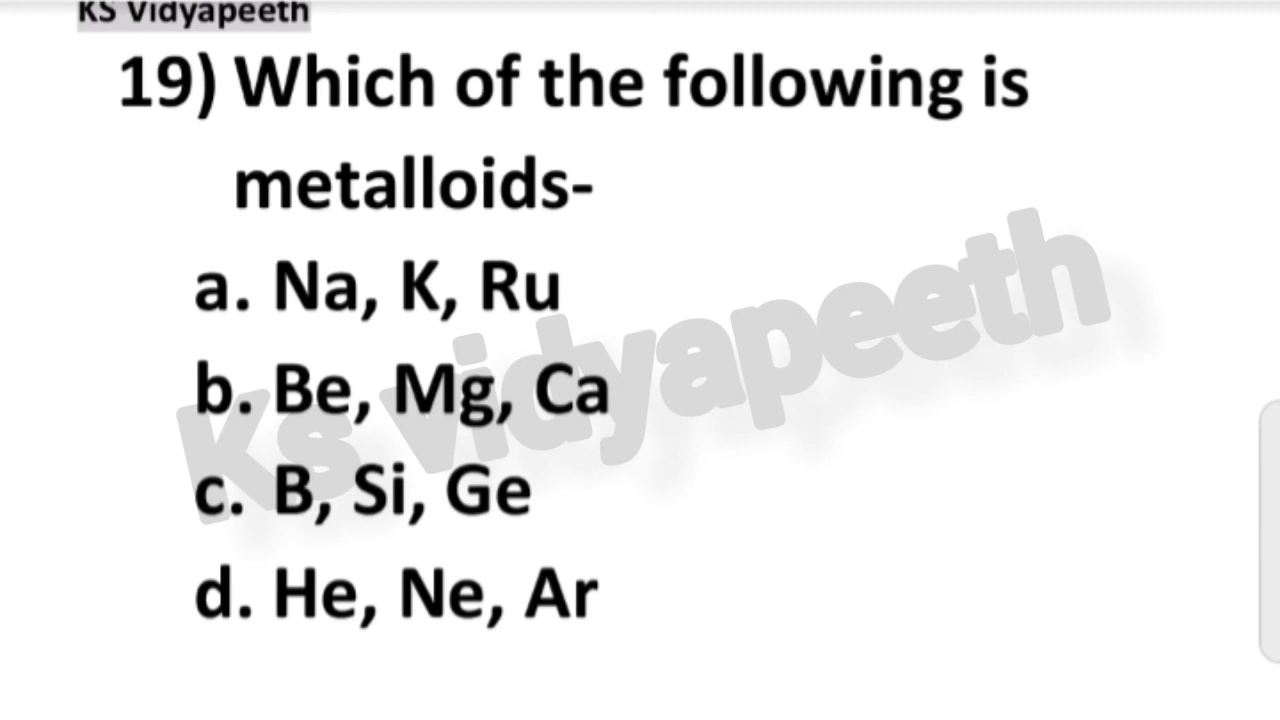 KS Vidyapeeth
19) Which of the following is
metalloids-
a. Na, K, Ru
b. Be, Mg, Ca
c. B, Si, Ge
d. He, Ne, Ar
Ks vidyapeeth